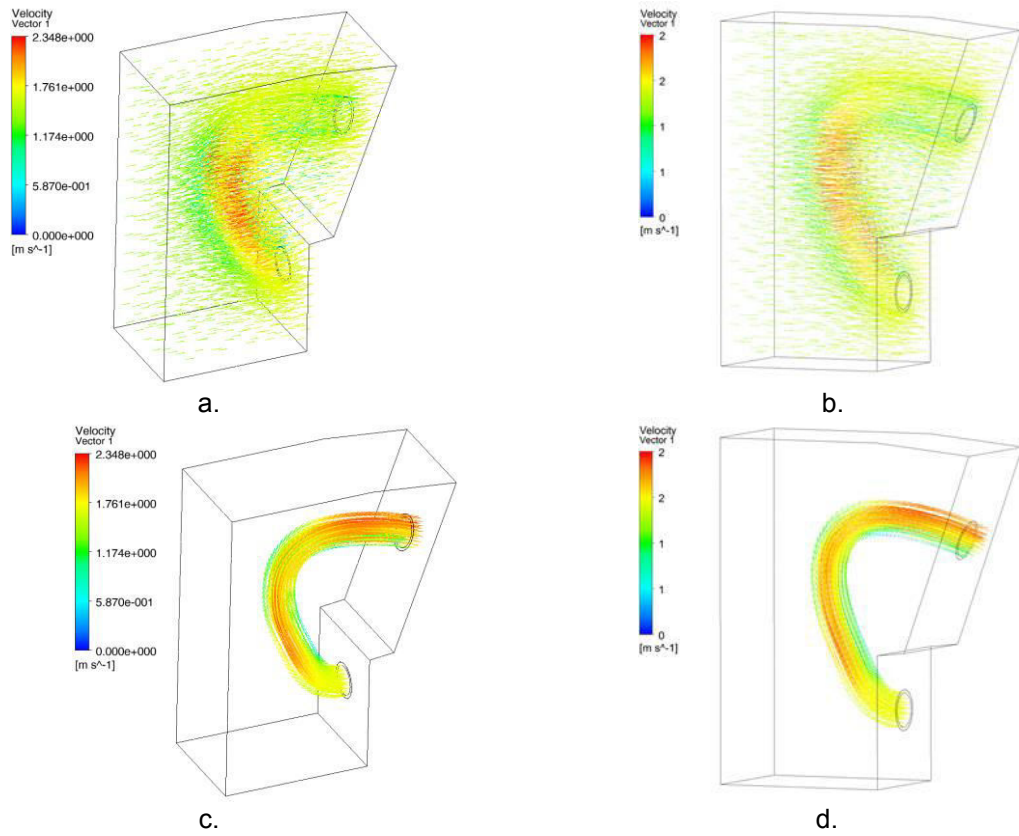 Velocity
Vector 1
2.348e+000
1.761e+000
1.174e+000
5.870e-001
0.000e+000
[m s^-1]
a.
Velocity
Vector 1
2
2
1
1
0
[m s^-1]
b.
Velocity
Vector 1
2.348e+000
1.761e+000
1.174e+000
5.870e-001
0.000e+000
[m s^-1]
c.
Velocity
Vector 1
2
2
1
1
0
[m s^-1]
d.